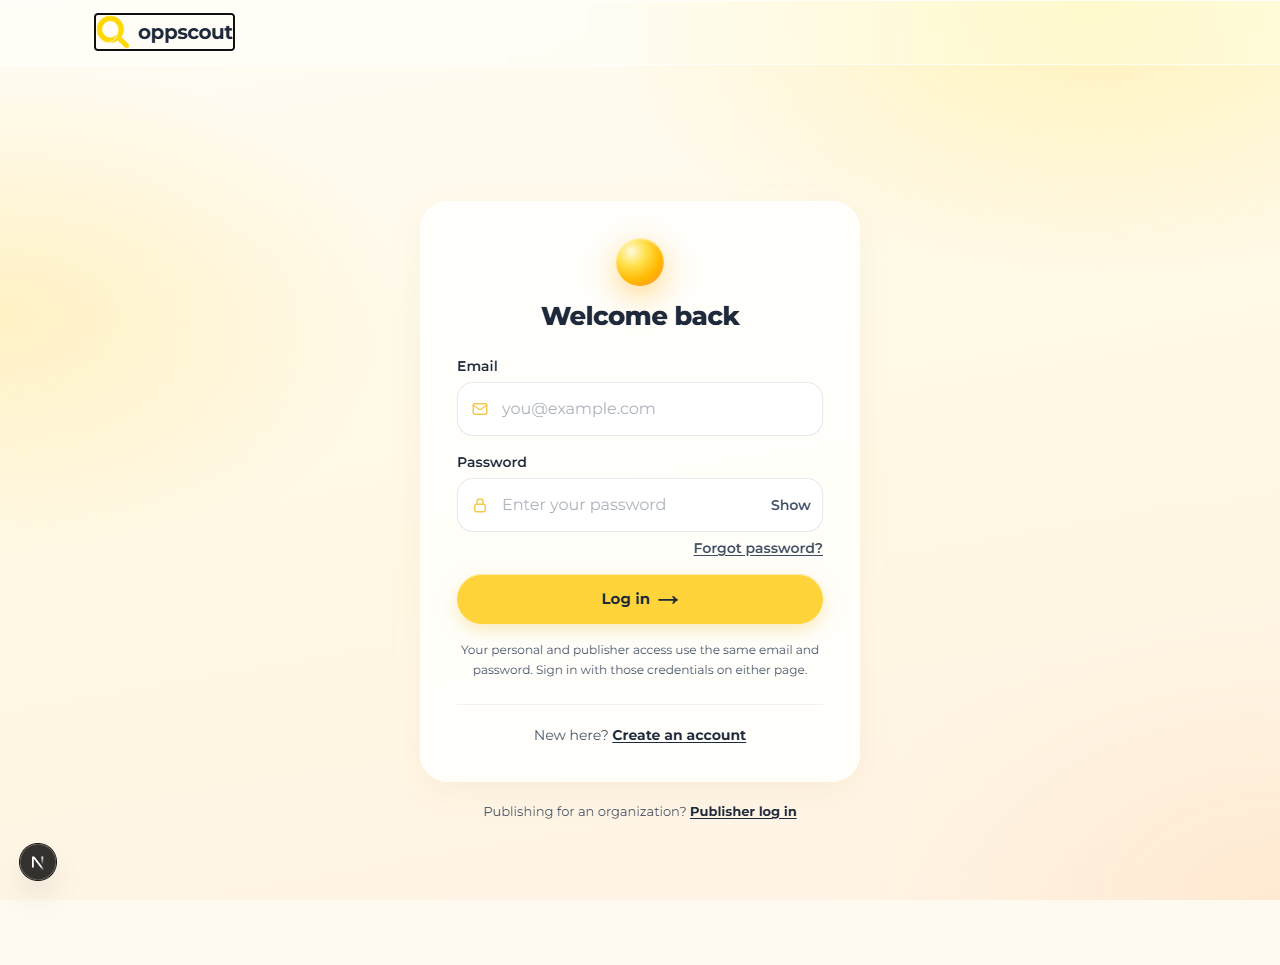 oppscout
Welcome back
Email
you@example.com
Password
Enter your password
Show
Forgot password?
Log in →
Your personal and publisher access use the same email and
password. Sign in with those credentials on either page.
New here? Create an account
Publishing for an organization? Publisher log in
N